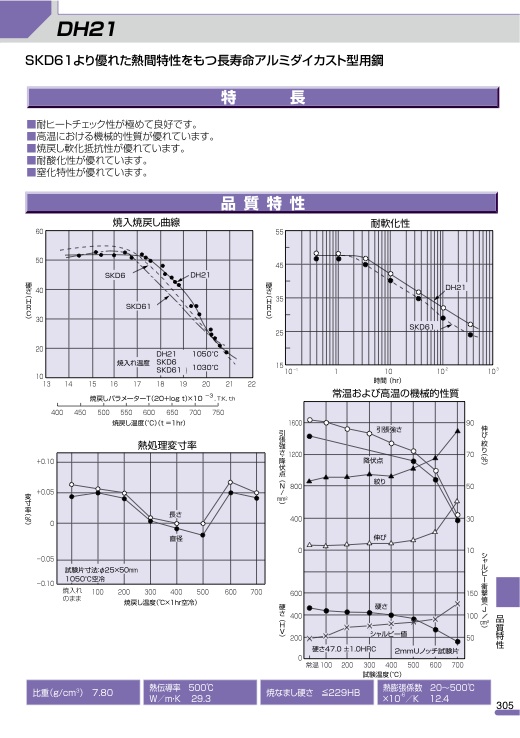 DH21
SKD61より優れた熱間特性をもつ長寿命アルミダイカスト型用鋼
特　長
■耐ヒートチェック性が極めて良好です。
■高温における機械的性質が優れています。
■焼戻し軟化抵抗性が優れています。
■耐酸化性が優れています。
■窒化特性が優れています。
品質特性
焼入焼戻し曲線
60
50
40
30
20
10
硬さ(HRC)
SKD6
DH21
SKD61
焼入れ温度
DH21 1050℃
SKD6
SKD61 1030℃
13 14 15 16 17 18 19 20 21 22
焼戻しパラメーターT(20+log t)×10⁻³ T:K, t:h
400 450 500 550 600 650 700 750
焼戻し温度(℃)(t＝1hr)
耐軟化性
55
45
35
25
15
硬さ(HRC)
DH21
SKD61
10⁻¹ 1 10 10² 10³
時間 (hr)
熱処理変寸率
+0.10
+0.05
0
−0.05
−0.10
変寸率(%)
長さ
直径
試験片寸法:φ25×50mm
1050℃空冷
焼入れのまま 100 200 300 400 500 600 700
焼戻し温度(℃×1hr空冷)
常温および高温の機械的性質
1600
1200
800
400
0
引張強さ 降伏点(N/mm²)
90
70
50
30
10
伸び 絞り(%)
引張強さ
降伏点
絞り
伸び
600
400
200
0
硬さ(HV)
150
100
50
シャルピー衝撃値(J/cm²)
硬さ
シャルピー値
硬さ47.0 ±1.0HRC
2mmUノッチ試験片
常温 100 200 300 400 500 600 700
試験温度(℃)
品質特性
比重(g/cm³) 7.80
熱伝導率 500℃
W／m·K 29.3
焼なまし硬さ ≦229HB
熱膨張係数 20〜500℃
×10⁻⁶／K 12.4
305